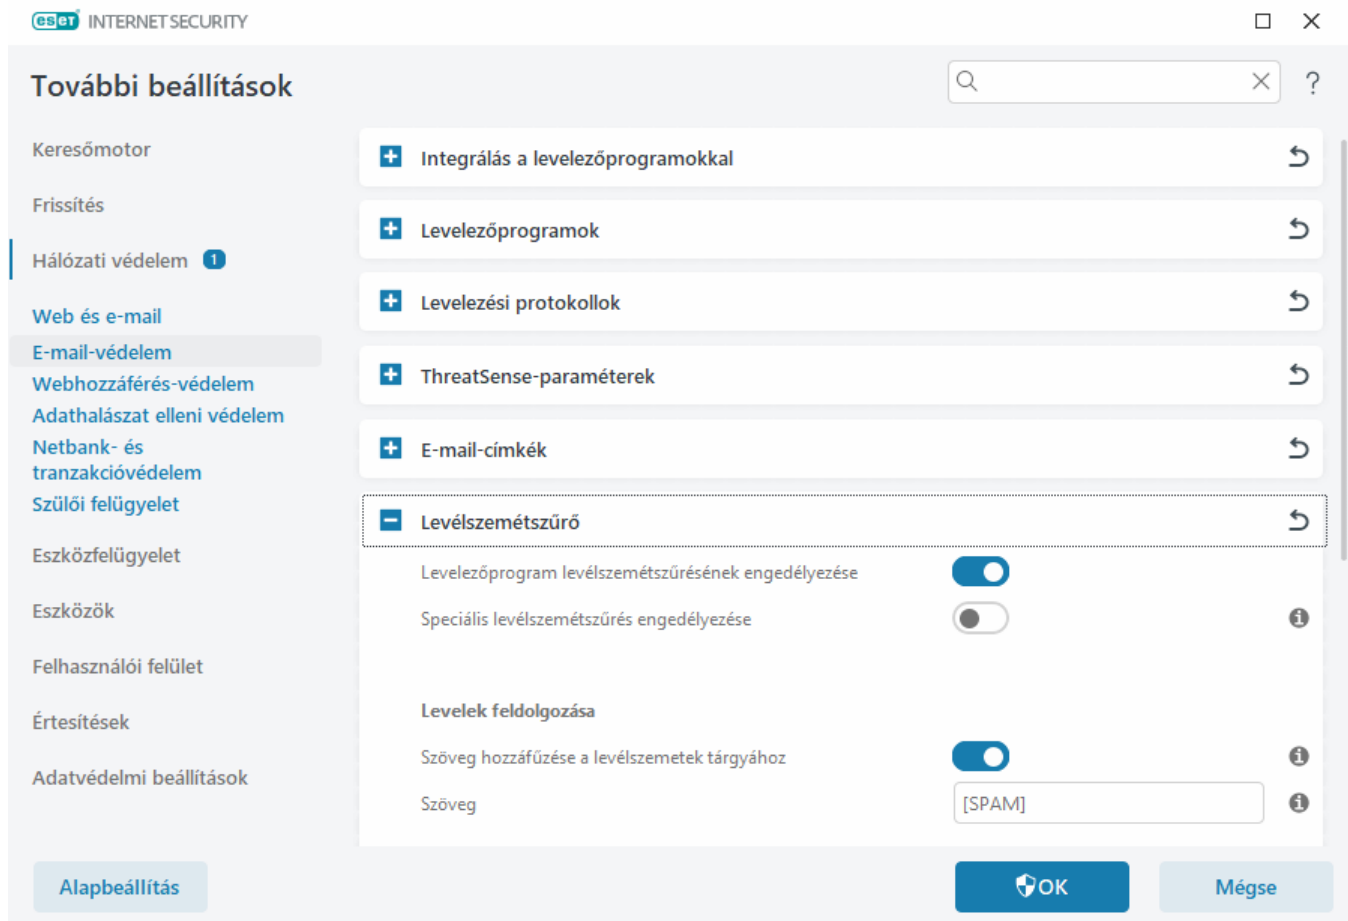 eset INTERNET SECURITY
További beállítások
?
Keresőmotor
Frissítés
Hálózati védelem 1
Web és e-mail
E-mail-védelem
Webhozzáférés-védelem
Adathalászat elleni védelem
Netbank- és
tranzakcióvédelem
Szülői felügyelet
Eszközfelügyelet
Eszközök
Felhasználói felület
Értesítések
Adatvédelmi beállítások
Integrálás a levelezőprogramokkal
Levelezőprogramok
Levelezési protokollok
ThreatSense-paraméterek
E-mail-címkék
Levélszemétszűrő
Levelezőprogram levélszemétszűrésének engedélyezése
Speciális levélszemétszűrés engedélyezése
Levelek feldolgozása
Szöveg hozzáfűzése a levélszemetek tárgyához
Szöveg [SPAM]
Alapbeállítás
OK
Mégse